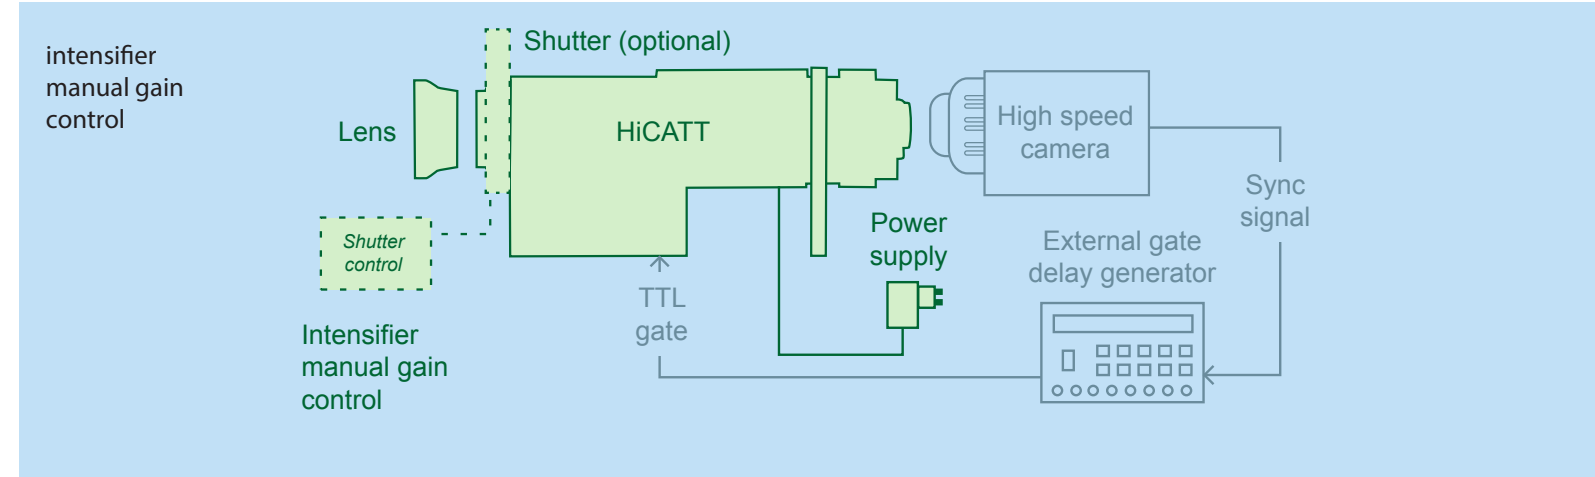 intensifier
manual gain
control
Shutter (optional)
Lens
HiCATT
High speed
camera
Sync
signal
Shutter
control
Power
supply
External gate
delay generator
TTL
gate
Intensifier
manual gain
control